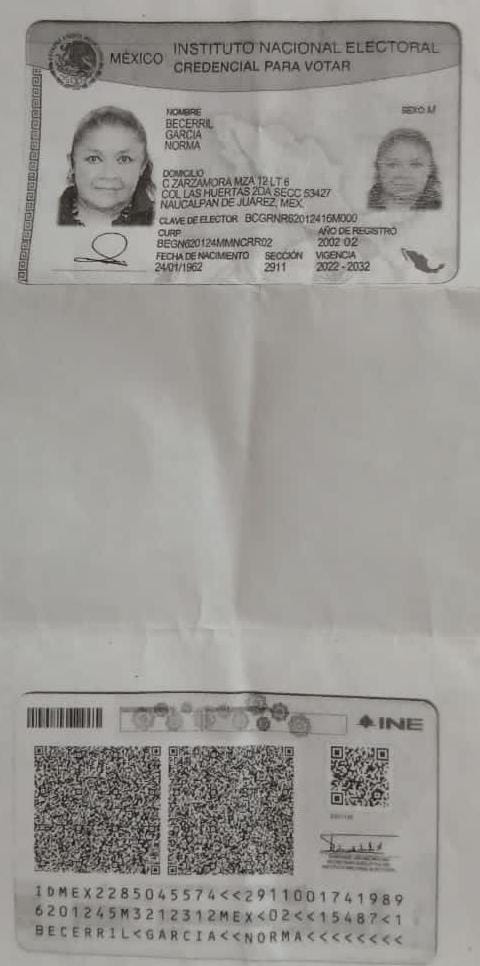 MÉXICO INSTITUTO NACIONAL ELECTORAL
CREDENCIAL PARA VOTAR
NOMBRE
SEXO M
BECERRIL
GARCIA
NORMA
DOMICILIO
C ZARZAMORA MZA 12 LT 6
COL LAS HUERTAS 2DA SECC 53427
NAUCALPAN DE JUAREZ, MEX.
CLAVE DE ELECTOR BCGRNR62012415M000
CURP AÑO DE REGISTRO
BEGN620124MMNCRR02 2002 02
FECHA DE NACIMIENTO SECCIÓN VIGENCIA
24/01/1962 2911 2022 - 2032
INE
IDMEX2285045574<<2911001741989
6201245M3212312MEX<02<<15487<1
BECERRIL<GARCIA<<NORMA<<<<<<<<